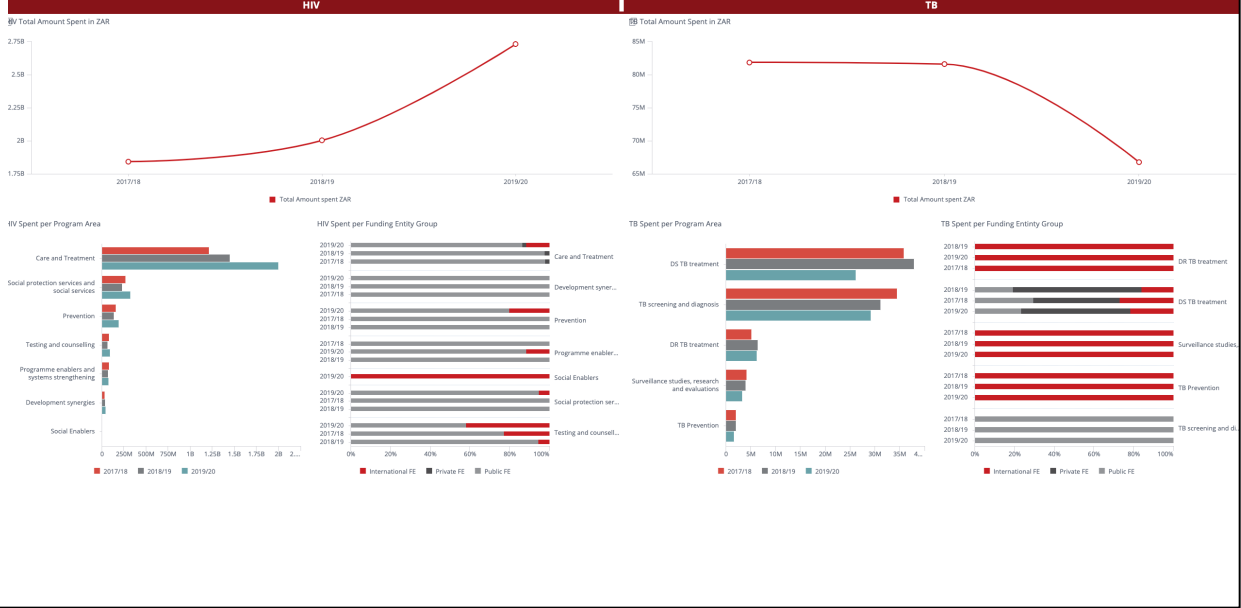 HIV
TB
HIV Total Amount Spent in ZAR
2.75B
2.5B
2.25B
2B
1.75B
2017/18
2018/19
2019/20
Total Amount spent ZAR
TB Total Amount Spent in ZAR
85M
80M
75M
70M
65M
2017/18
2018/19
2019/20
Total Amount spent ZAR
HIV Spent per Program Area
Care and Treatment
Social protection services and
social services
Prevention
Testing and counselling
Programme enablers and
systems strengthening
Development synergies
Social Enablers
0
250M
500M
750M
1B
1,25B
1.5B
1.75B
2B
2....
2017/18
2018/19
2019/20
HIV Spent per Funding Entity Group
2019/20
2018/19
2017/18
Care and Treatment
2019/20
2018/19
2017/18
Development syner...
2019/20
2017/18
2018/19
Prevention
2017/18
2019/20
2018/19
Programme enabler...
2019/20
Social Enablers
2019/20
2017/18
2018/19
Social protection ser...
2019/20
2017/18
2018/19
Testing and counsell...
0%
20%
40%
60%
80%
100%
International FE
Private FE
Public FE
TB Spent per Program Area
DS TB treatment
TB screening and diagnosis
DR TB treatment
Surveillance studies, research
and evaluations
TB Prevention
0
5M
10M
15M
20M
25M
30M
35M
4...
2017/18
2018/19
2019/20
TB Spent per Funding Entinity Group
2018/19
2019/20
2017/18
DR TB treatment
2018/19
2017/18
2019/20
DS TB treatment
2017/18
2018/19
2019/20
Surveillance studies,
2017/18
2018/19
2019/20
TB Prevention
2017/18
2018/19
2019/20
TB screening and di..
0%
20%
40%
60%
80%
100%
International FE
Private FE
Public FE